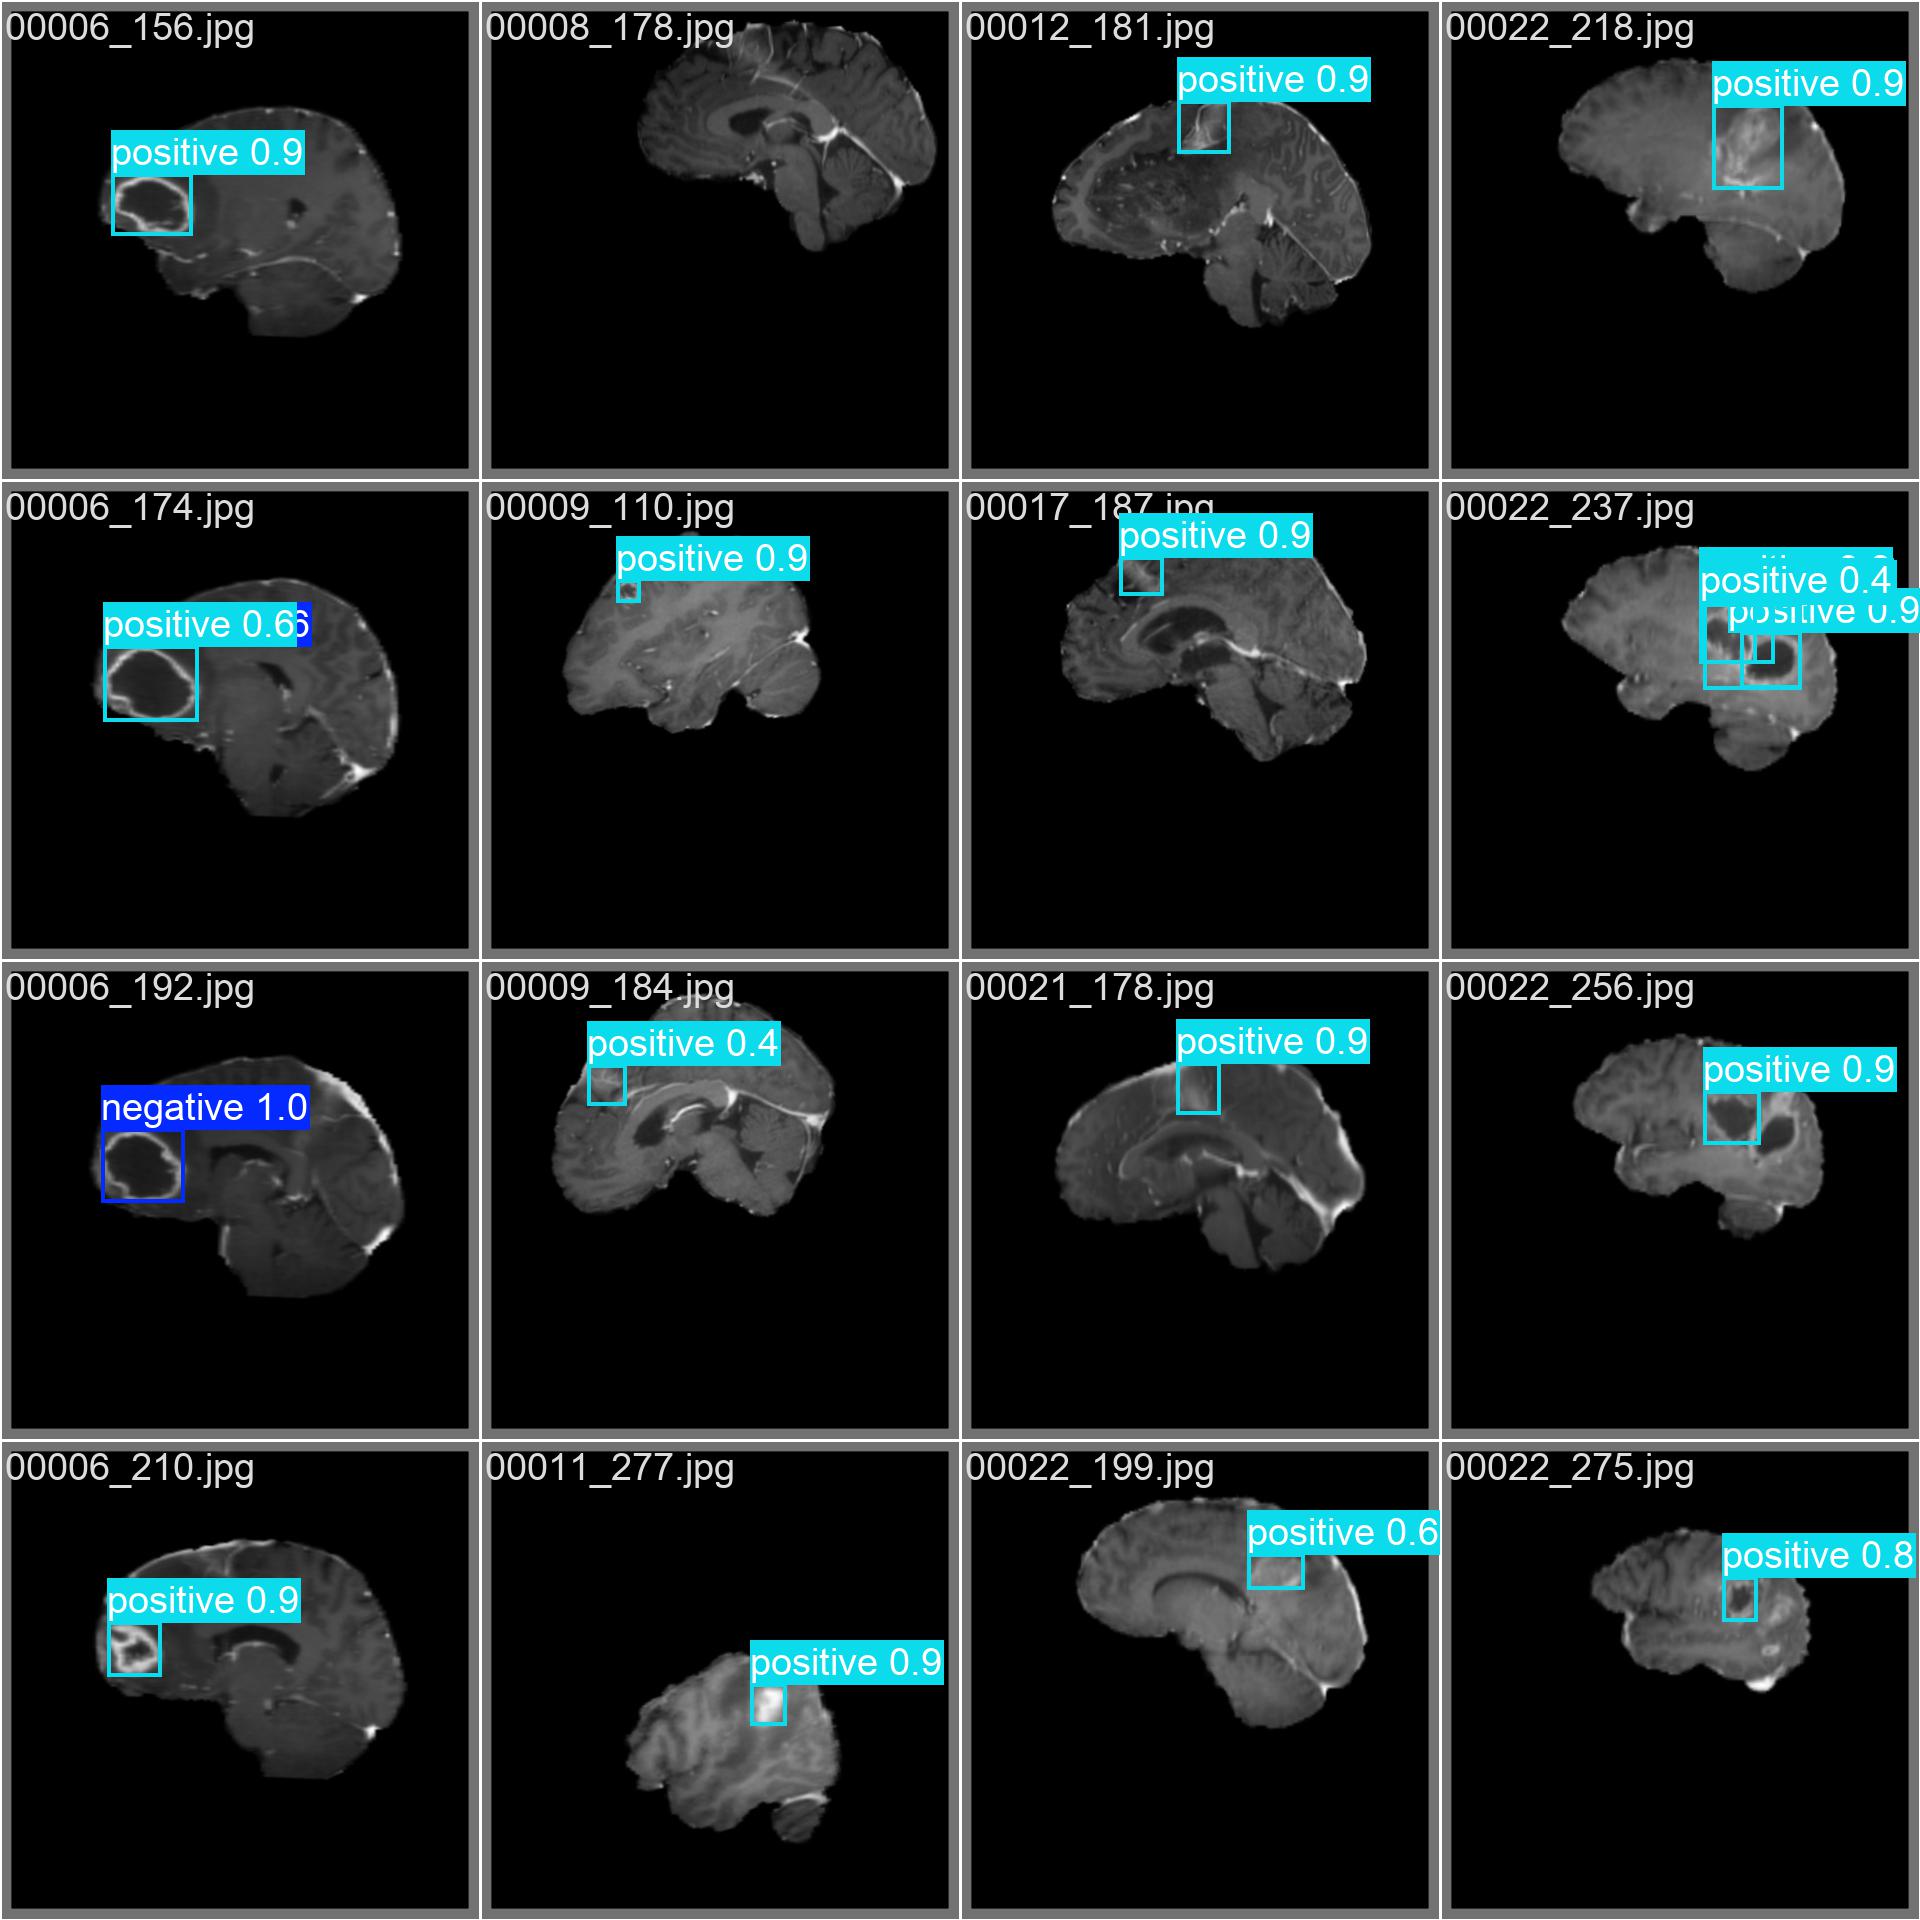 00006_156.jpg
positive 0.9
00008_178.jpg
00012_181.jpg
positive 0.9
00022_218.jpg
positive 0.9
00006_174.jpg
positive 0.6
6
00009_110.jpg
positive 0.9
00017_187.jpg
positive 0.9
00022_237.jpg
positive 0.4
positive 0.9
00006_192.jpg
negative 1.0
00009_184.jpg
positive 0.4
00021_178.jpg
positive 0.9
00022_256.jpg
positive 0.9
00006_210.jpg
positive 0.9
00011_277.jpg
positive 0.9
00022_199.jpg
positive 0.6
00022_275.jpg
positive 0.8